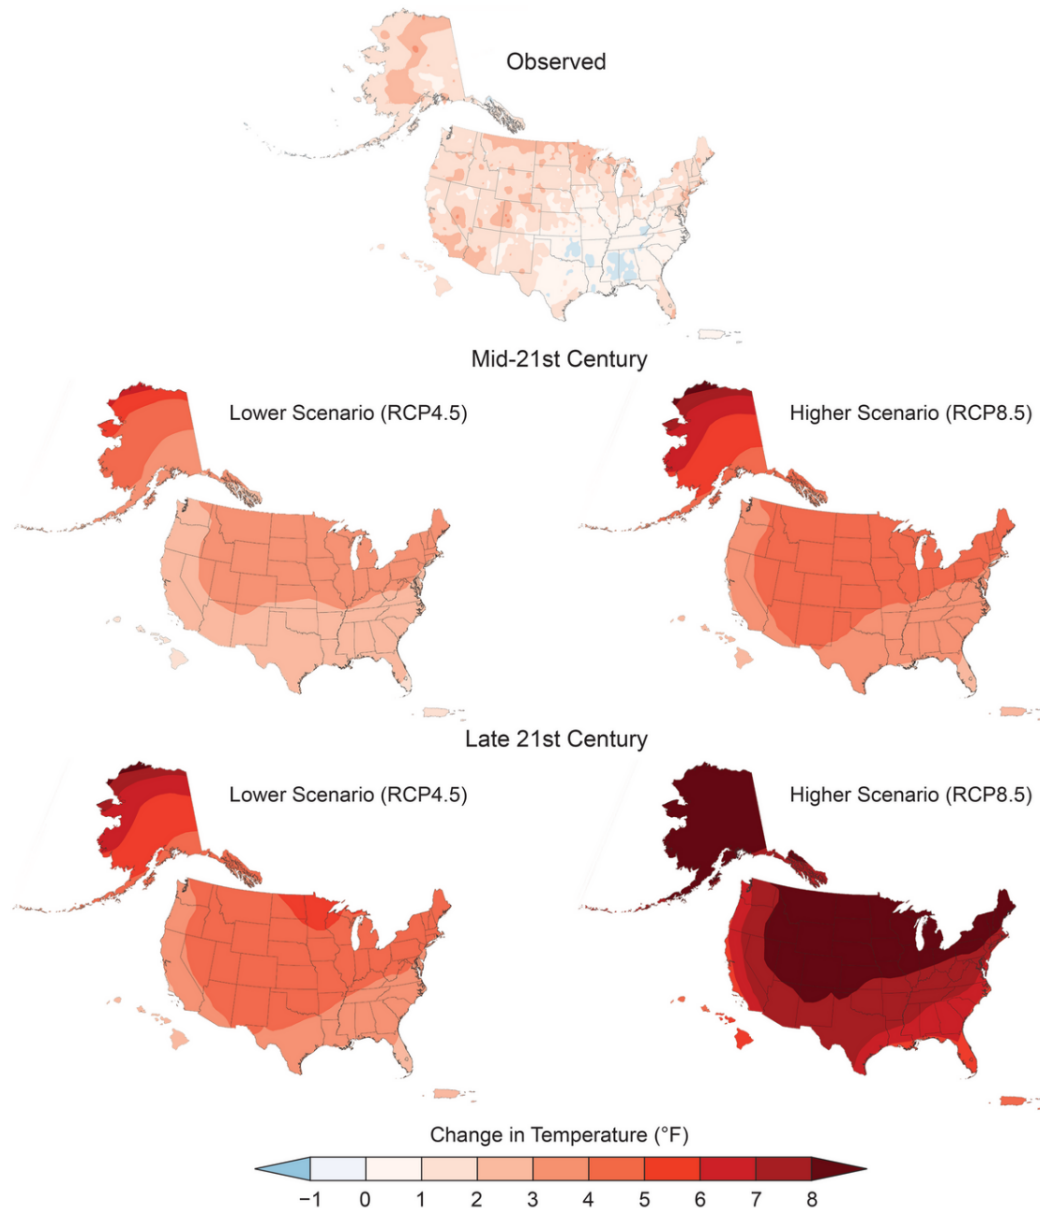 Observed
Mid-21st Century
Lower Scenario (RCP4.5)
Higher Scenario (RCP8.5)
Late 21st Century
Lower Scenario (RCP4.5)
Higher Scenario (RCP8.5)
Change in Temperature (°F)
−1 0 1 2 3 4 5 6 7 8